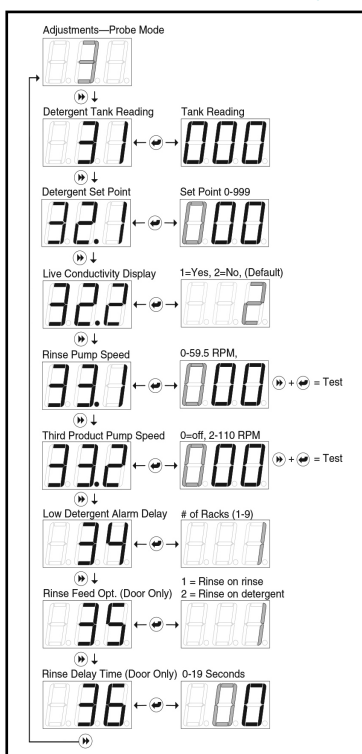 Adjustments—Probe Mode
3
Detergent Tank Reading Tank Reading
31 000
Detergent Set Point Set Point 0-999
32.1 000
Live Conductivity Display 1=Yes, 2=No, (Default)
32.2 2
Rinse Pump Speed 0-59.5 RPM,
33.1 000 + = Test
Third Product Pump Speed 0=off, 2-110 RPM
33.2 000 + = Test
Low Detergent Alarm Delay # of Racks (1-9)
34 1
1 = Rinse on rinse
Rinse Feed Opt. (Door Only) 2 = Rinse on detergent
35 1
Rinse Delay Time (Door Only) 0-19 Seconds
36 00